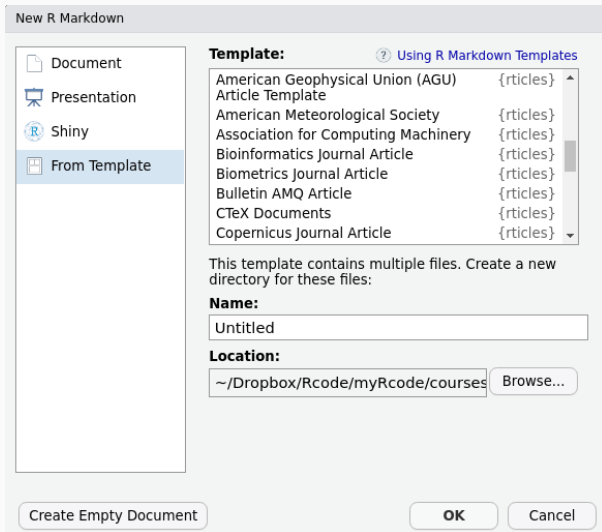 New R Markdown
Document
Presentation
R Shiny
From Template
Template:
? Using R Markdown Templates
American Geophysical Union (AGU) {rticles}
Article Template
American Meteorological Society {rticles}
Association for Computing Machinery {rticles}
Bioinformatics Journal Article {rticles}
Biometrics Journal Article {rticles}
Bulletin AMQ Article {rticles}
CTeX Documents {rticles}
Copernicus Journal Article {rticles}
This template contains multiple files. Create a new
directory for these files:
Name:
Untitled
Location:
~/Dropbox/Rcode/myRcode/courses
Browse...
Create Empty Document
OK
Cancel